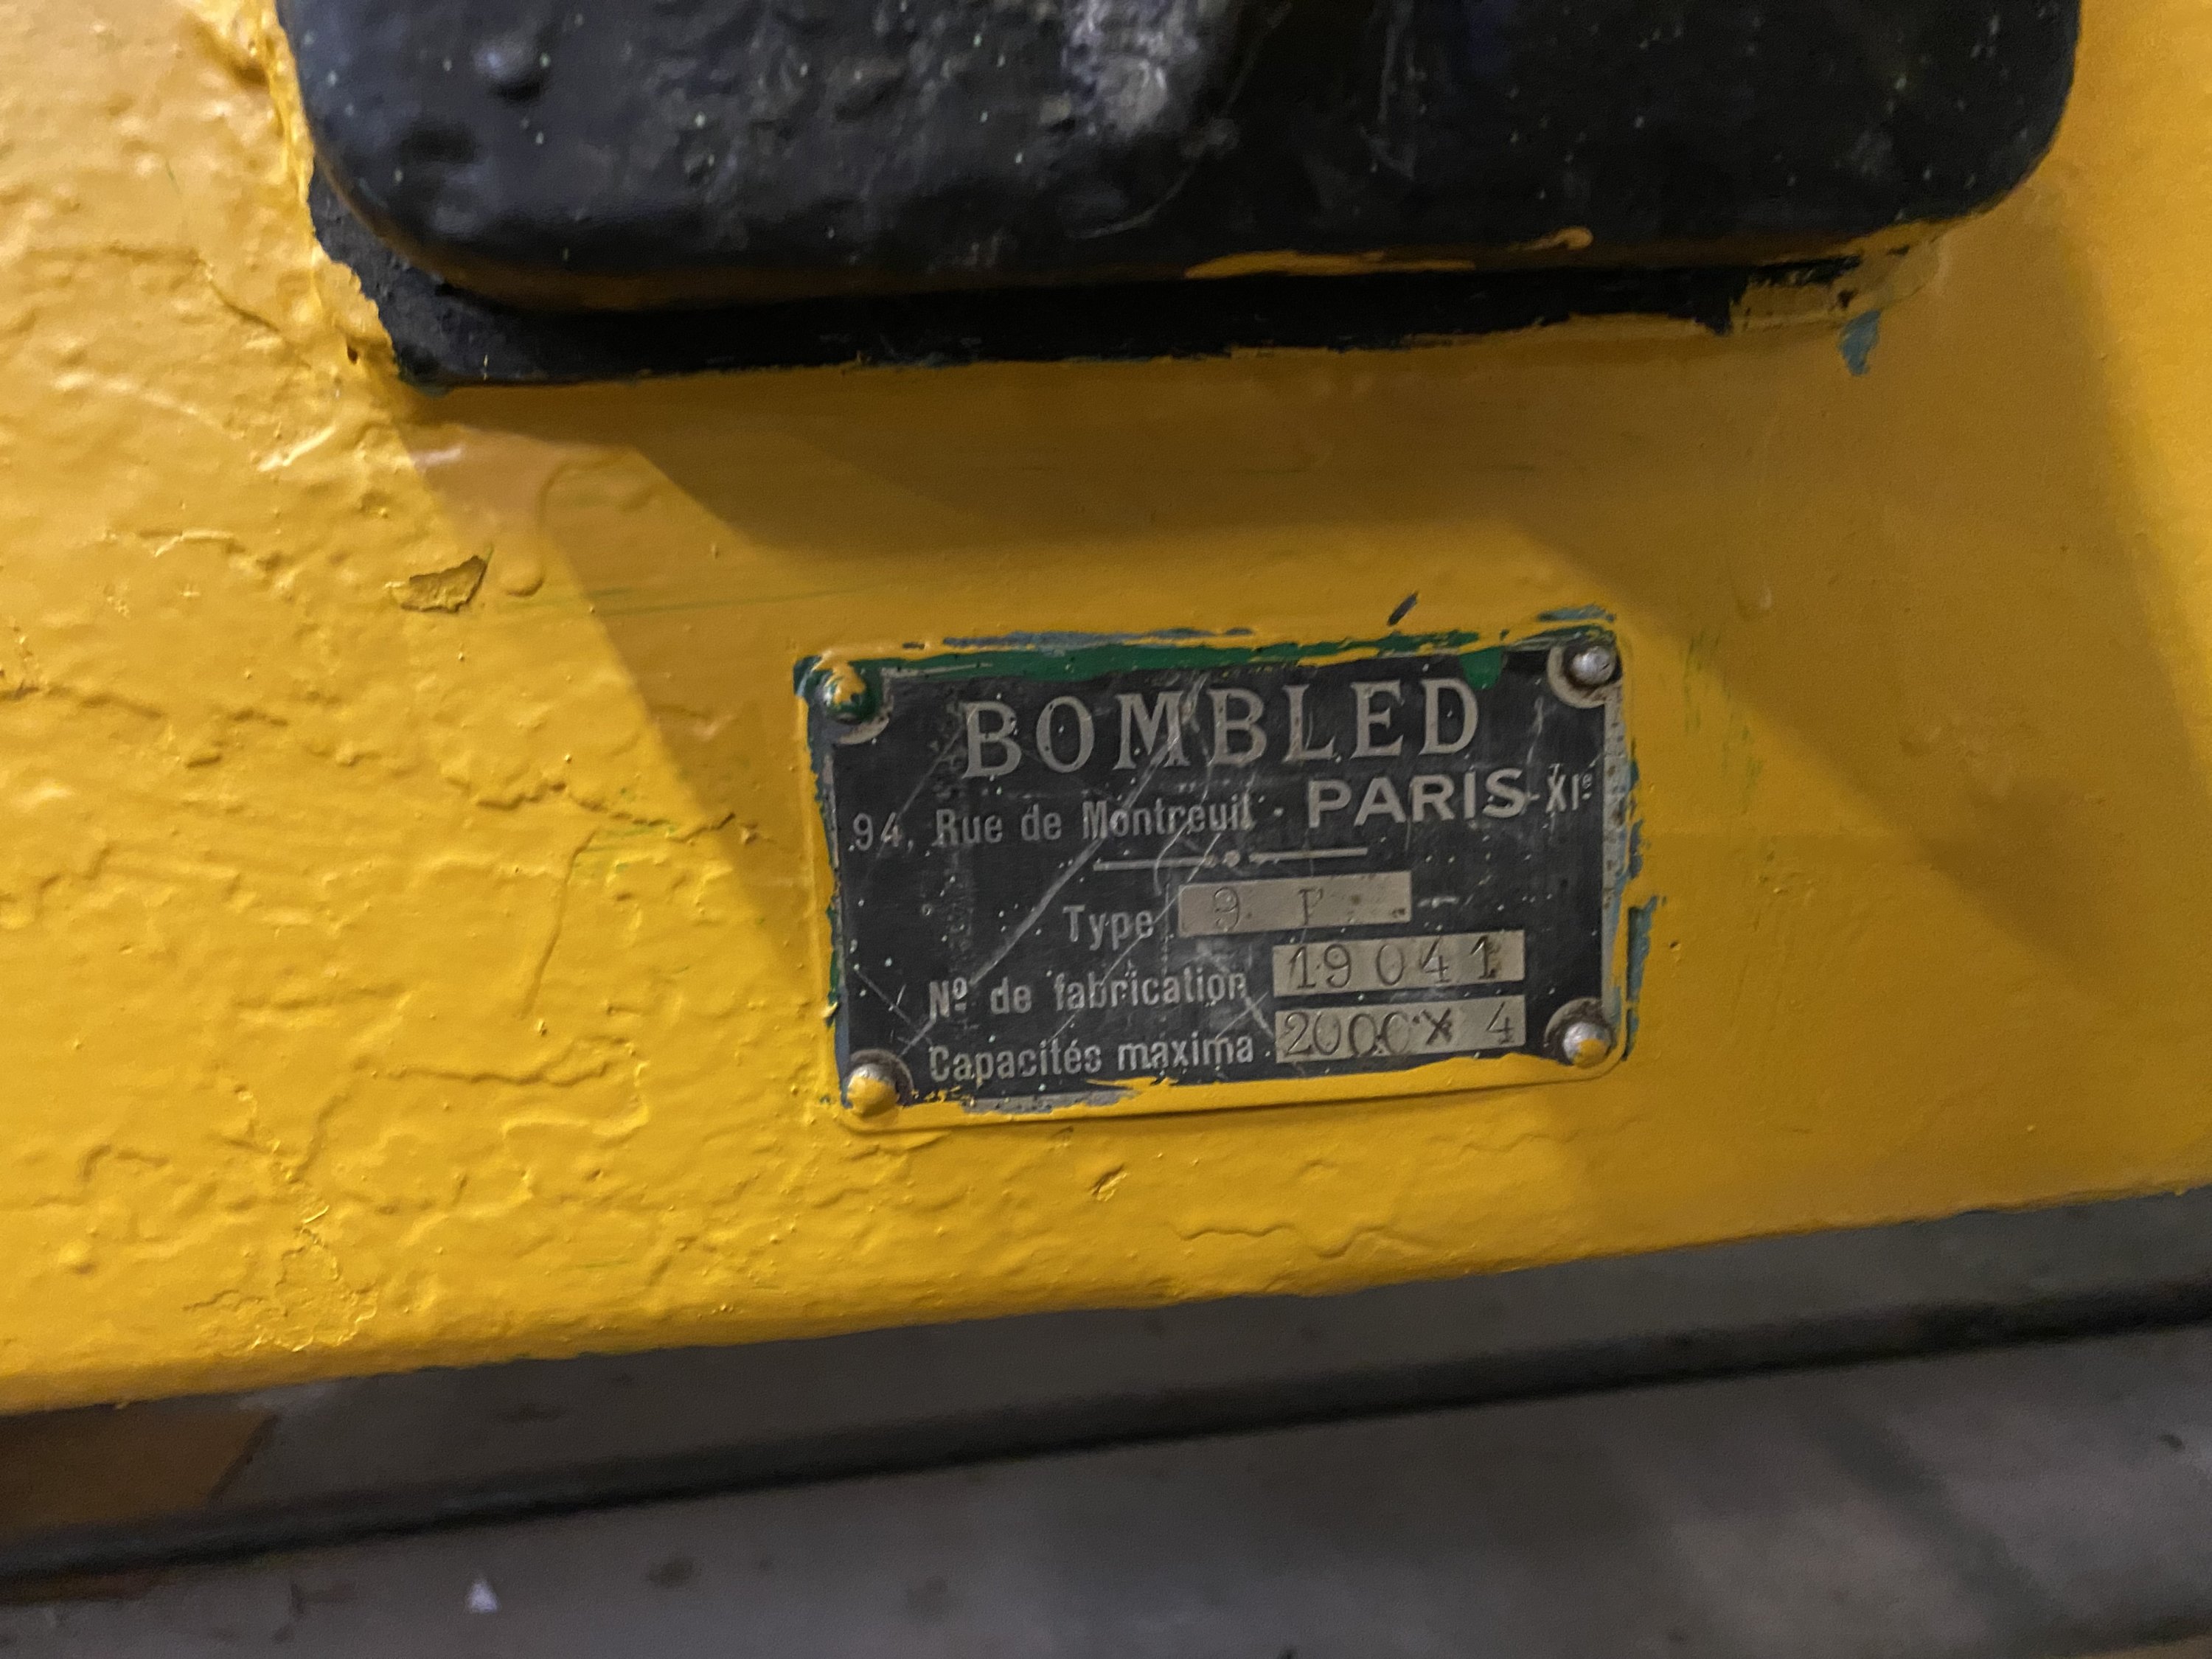 BOMBLED
94, Rue de Montreuil - PARIS-XIe
Type 9
Nº de fabrication 19041
Capacités maxima 2000 X 4